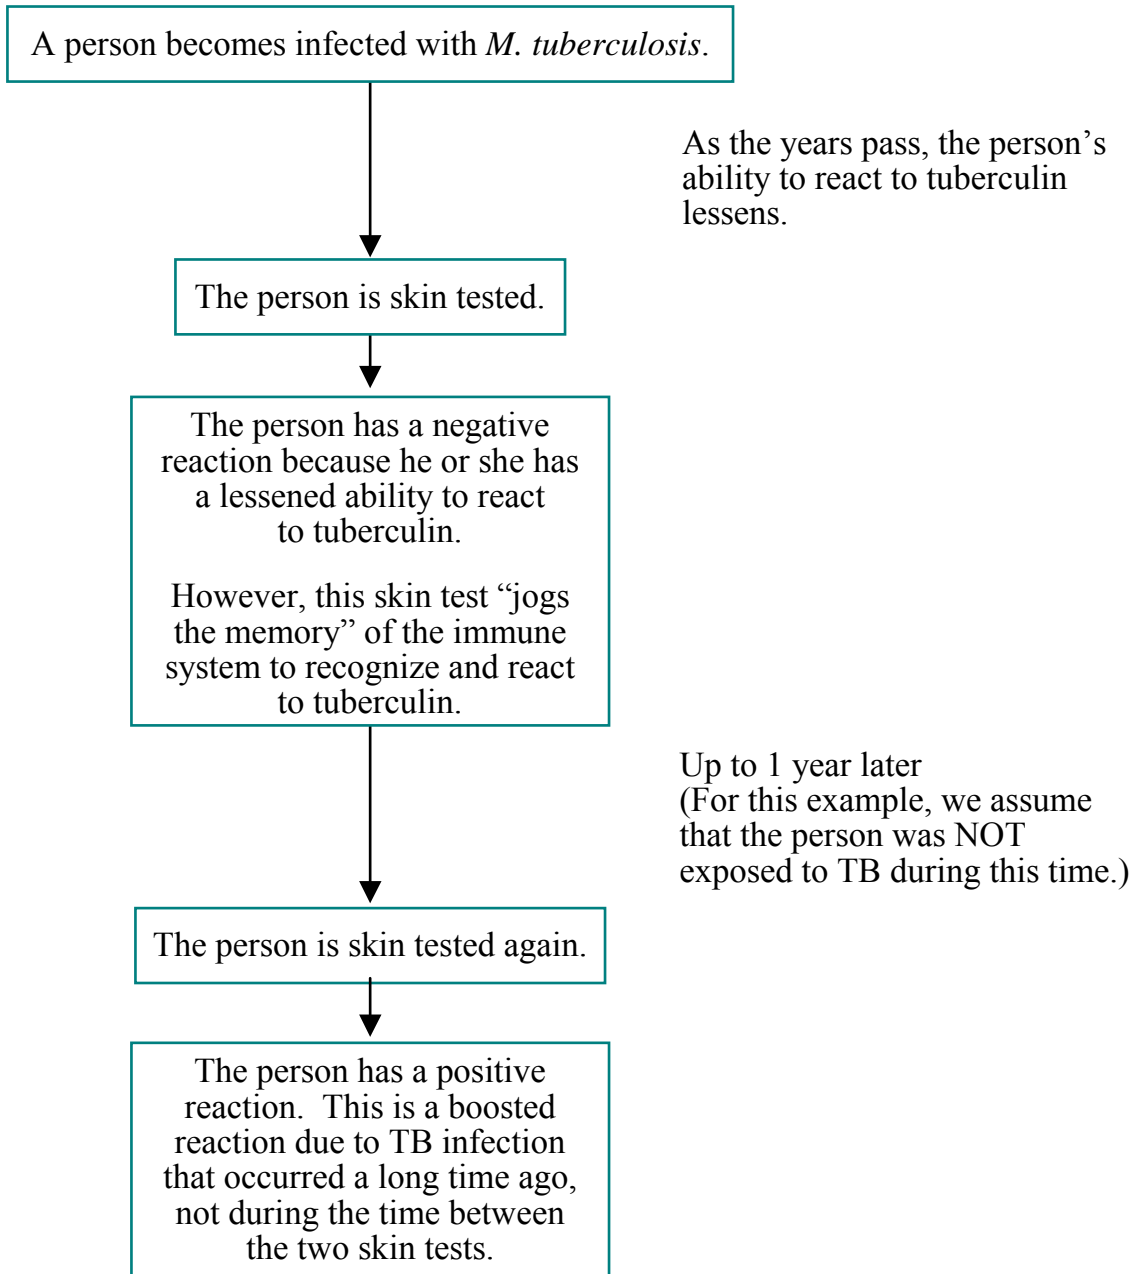 A person becomes infected with M. tuberculosis.
As the years pass, the person’s
ability to react to tuberculin
lessens.
The person is skin tested.
The person has a negative
reaction because he or she has
a lessened ability to react
to tuberculin.
However, this skin test “jogs
the memory” of the immune
system to recognize and react
to tuberculin.
Up to 1 year later
(For this example, we assume
that the person was NOT
exposed to TB during this time.)
The person is skin tested again.
The person has a positive
reaction.  This is a boosted
reaction due to TB infection
that occurred a long time ago,
not during the time between
the two skin tests.